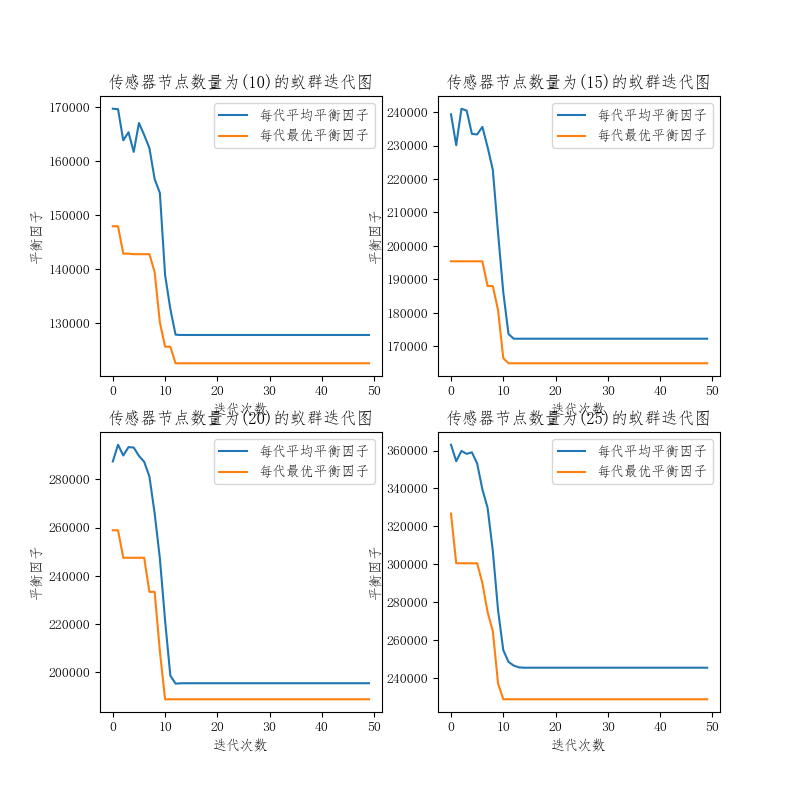 传感器节点数量为(10)的蚁群迭代图
170000
160000
150000
140000
130000
平衡因子
每代平均平衡因子
每代最优平衡因子
0 10 20 30 40 50
迭代次数
传感器节点数量为(15)的蚁群迭代图
240000
230000
220000
210000
200000
190000
180000
170000
平衡因子
每代平均平衡因子
每代最优平衡因子
0 10 20 30 40 50
迭代次数
传感器节点数量为(20)的蚁群迭代图
280000
260000
240000
220000
200000
平衡因子
每代平均平衡因子
每代最优平衡因子
0 10 20 30 40 50
迭代次数
传感器节点数量为(25)的蚁群迭代图
360000
340000
320000
300000
280000
260000
240000
平衡因子
每代平均平衡因子
每代最优平衡因子
0 10 20 30 40 50
迭代次数